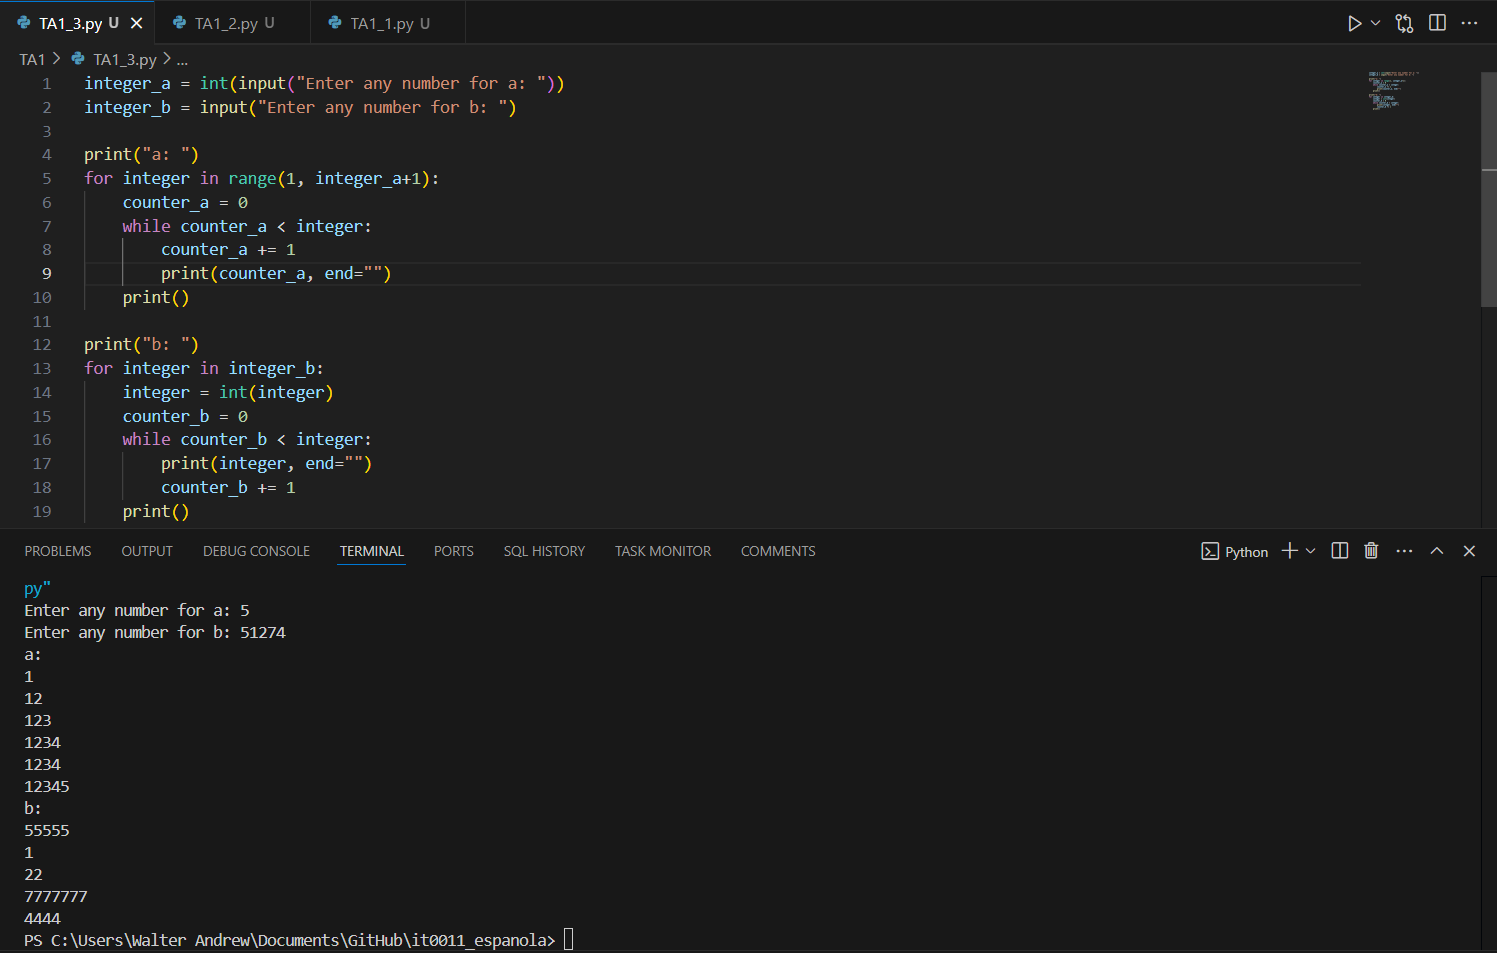 TA1_3.py U
TA1_2.py U
TA1_1.py U
TA1 > TA1_3.py > ...
1 integer_a = int(input("Enter any number for a: "))
2 integer_b = input("Enter any number for b: ")
3
4 print("a: ")
5 for integer in range(1, integer_a+1):
6     counter_a = 0
7     while counter_a < integer:
8         counter_a += 1
9         print(counter_a, end="")
10     print()
11
12 print("b: ")
13 for integer in integer_b:
14     integer = int(integer)
15     counter_b = 0
16     while counter_b < integer:
17         print(integer, end="")
18         counter_b += 1
19     print()
PROBLEMS OUTPUT DEBUG CONSOLE TERMINAL PORTS SQL HISTORY TASK MONITOR COMMENTS
Python
py"
Enter any number for a: 5
Enter any number for b: 51274
a:
1
12
123
1234
1234
12345
b:
55555
1
22
7777777
4444
PS C:\Users\Walter Andrew\Documents\GitHub\it0011_espanola>